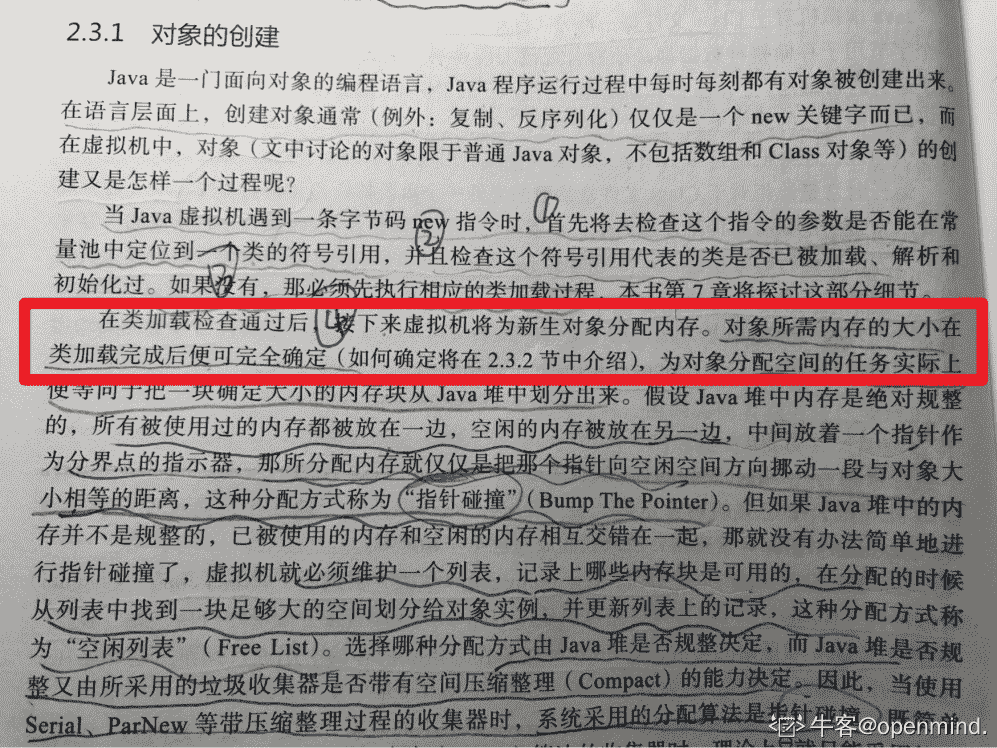 2.3.1 对象的创建
Java 是一门面向对象的编程语言，Java 程序运行过程中每时每刻都有对象被创建出来。
在语言层面上，创建对象通常（例外：复制、反序列化）仅仅是一个 new 关键字而已，而
在虚拟机中，对象（文中讨论的对象限于普通 Java 对象，不包括数组和 Class 对象等）的创
建又是怎样一个过程呢？
当 Java 虚拟机遇到一条字节码 new 指令时，①首先将去检查这个指令的参数是否能在常
量池中定位到一个类的符号引用，②并且检查这个符号引用代表的类是否已被加载、解析和
初始化过。如果没有，那必须先执行相应的类加载过程，本书第 7 章将探讨这部分细节。
在类加载检查通过后，接下来虚拟机将为新生对象分配内存。对象所需内存的大小在
类加载完成后便可完全确定（如何确定将在 2.3.2 节中介绍），为对象分配空间的任务实际上
便等同于把一块确定大小的内存块从 Java 堆中划分出来。假设 Java 堆中内存是绝对规整
的，所有被使用过的内存都被放在一边，空闲的内存被放在另一边，中间放着一个指针作
为分界点的指示器，那所分配内存就仅仅是把那个指针向空闲空间方向挪动一段与对象大
小相等的距离，这种分配方式称为“指针碰撞”（Bump The Pointer）。但如果 Java 堆中的内
存并不是规整的，已被使用的内存和空闲的内存相互交错在一起，那就没有办法简单地进
行指针碰撞了，虚拟机就必须维护一个列表，记录上哪些内存块是可用的，在分配的时候
从列表中找到一块足够大的空间划分给对象实例，并更新列表上的记录，这种分配方式称
为“空闲列表”（Free List）。选择哪种分配方式由 Java 堆是否规整决定，而 Java 堆是否规
整又由所采用的垃圾收集器是否带有空间压缩整理（Compact）的能力决定。因此，当使用
Serial、ParNew 等带压缩整理过程的收集器时，系统采用的分配算法是指针碰撞，既简单
牛客@openmind.